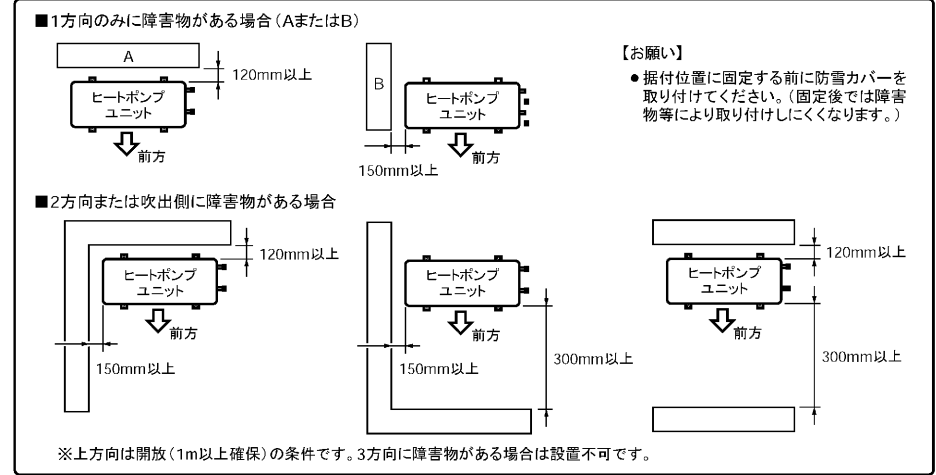 ■1方向のみに障害物がある場合（AまたはB）
A
120mm以上
ヒートポンプ
ユニット
前方
B
ヒートポンプ
ユニット
前方
150mm以上
【お願い】
●据付位置に固定する前に防雪カバーを
取り付けてください。（固定後では障害
物等により取り付けしにくくなります。）
■2方向または吹出側に障害物がある場合
120mm以上
ヒートポンプ
ユニット
前方
150mm以上
ヒートポンプ
ユニット
前方
150mm以上
300mm以上
120mm以上
ヒートポンプ
ユニット
前方
300mm以上
※上方向は開放（1m以上確保）の条件です。3方向に障害物がある場合は設置不可です。